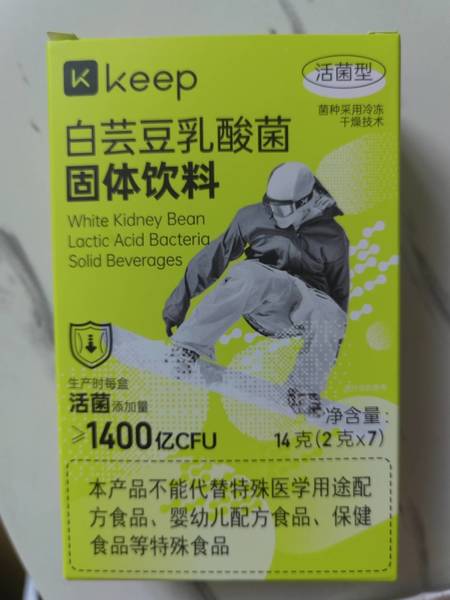 keep
活菌型
菌种采用冷冻
干燥技术
白芸豆乳酸菌
固体饮料
White Kidney Bean
Lactic Acid Bacteria
Solid Beverages
生产时每盒
活菌添加量
≥1400亿CFU
净含量:
14克(2克x7)
本产品不能代替特殊医学用途配
方食品、婴幼儿配方食品、保健
食品等特殊食品